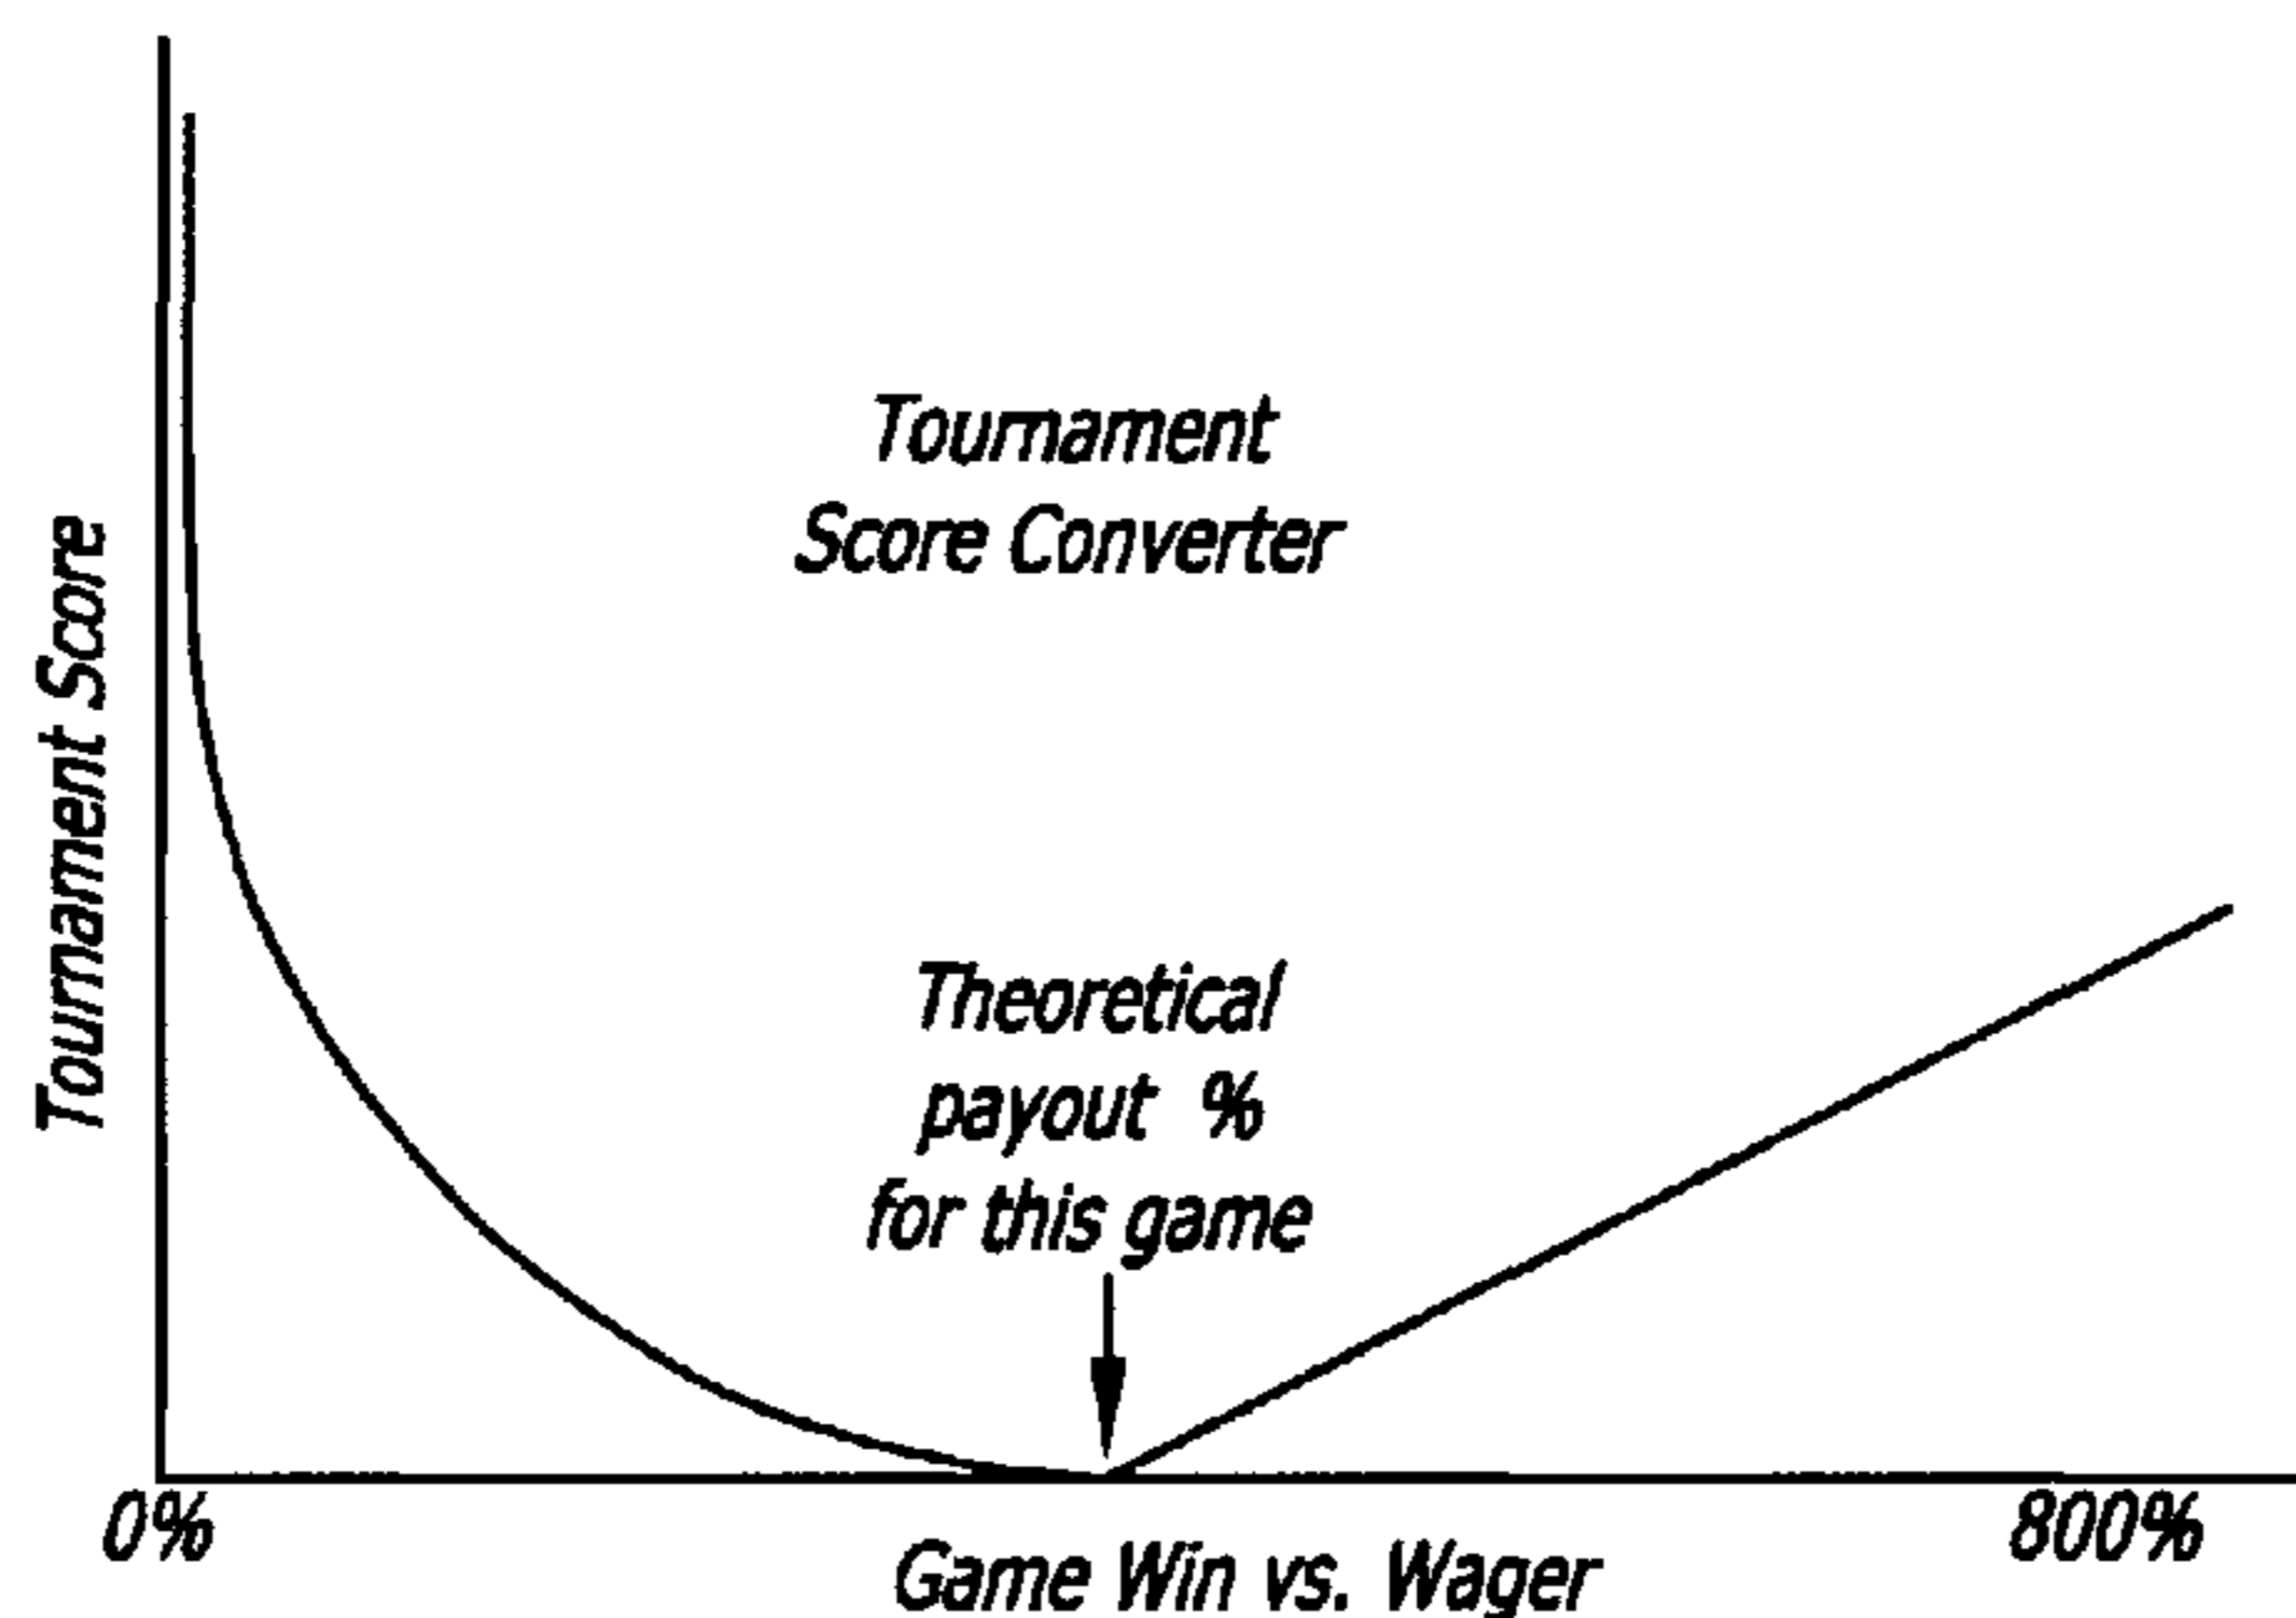 Tournament
Score Converter
Tournament Score
Theoretical
payout %
for this game
0%
800%
Game Win vs. Wager